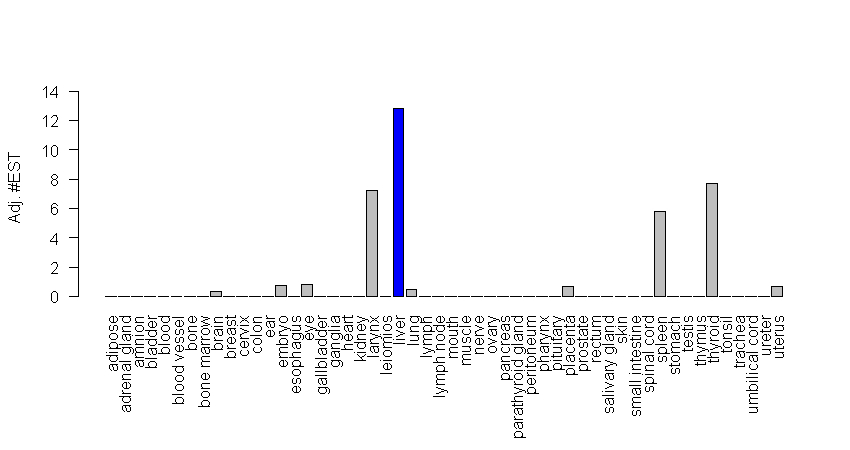 Adj. #EST
14
12
10
8
6
4
2
0
adipose
adrenal gland
amnion
bladder
blood
blood vessel
bone
bone marrow
brain
breast
cervix
colon
ear
embryo
esophagus
eye
gallbladder
ganglia
heart
kidney
larynx
leiomios
liver
lung
lymph
lymph node
mouth
muscle
nerve
ovary
pancreas
parathyroid gland
peritoneum
pharynx
pituitary
placenta
prostate
rectum
salivary gland
skin
small intestine
spinal cord
spleen
stomach
testis
thymus
thyroid
tonsil
trachea
umbilical cord
ureter
uterus